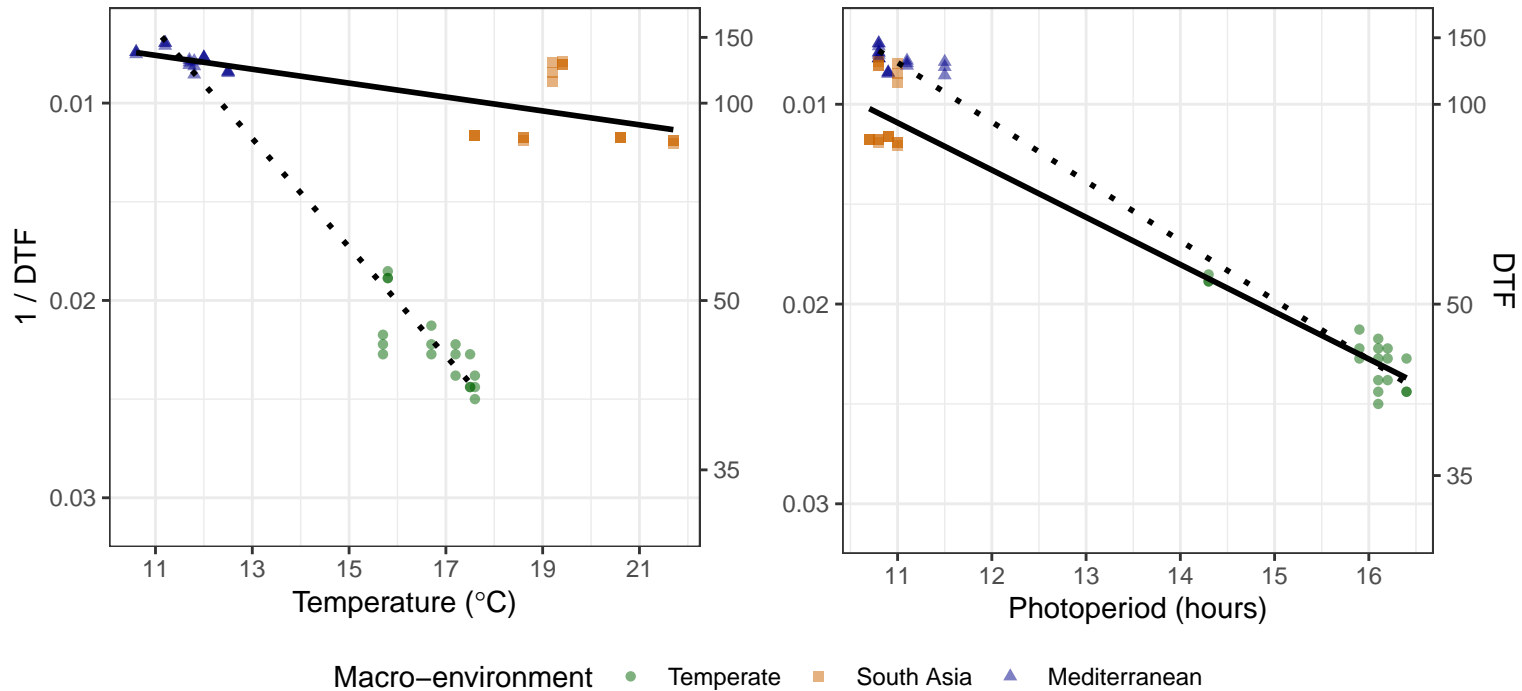 1 / DTF
0.01
0.02
0.03
150
100
50
35
11 13 15 17 19 21
Temperature (°C)
0.01
0.02
0.03
150
100
50
35
DTF
11 12 13 14 15 16
Photoperiod (hours)
Macro−environment Temperate South Asia Mediterranean